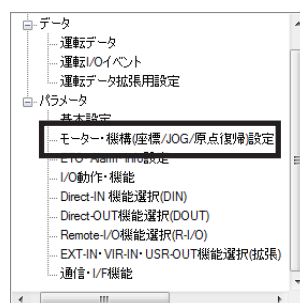 データ
運転データ
運転I/Oイベント
運転データ拡張用設定
パラメータ
基本設定
モーター・機構(座標/JOG/原点復帰)設定
ETO・Alarm・Info設定
I/O動作・機能
Direct-IN 機能選択(DIN)
Direct-OUT機能選択(DOUT)
Remote-I/O機能選択(R-I/O)
EXT-IN・VIR-IN・USR-OUT機能選択(拡張)
通信・I/F機能